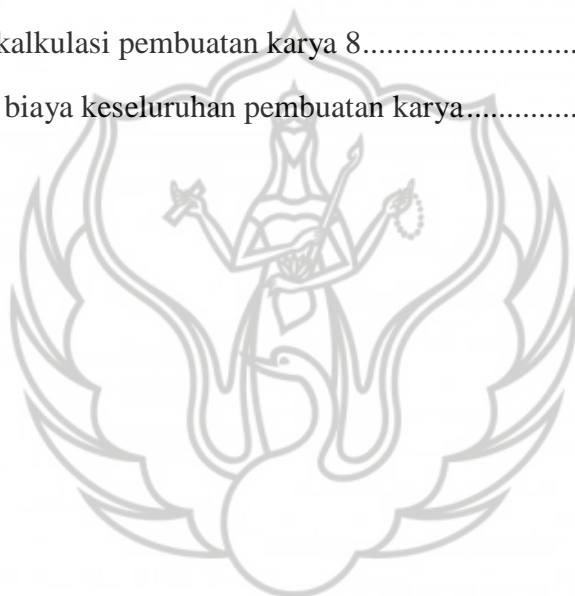 kalkulasi pembuatan karya 8............................
biaya keseluruhan pembuatan karya..............